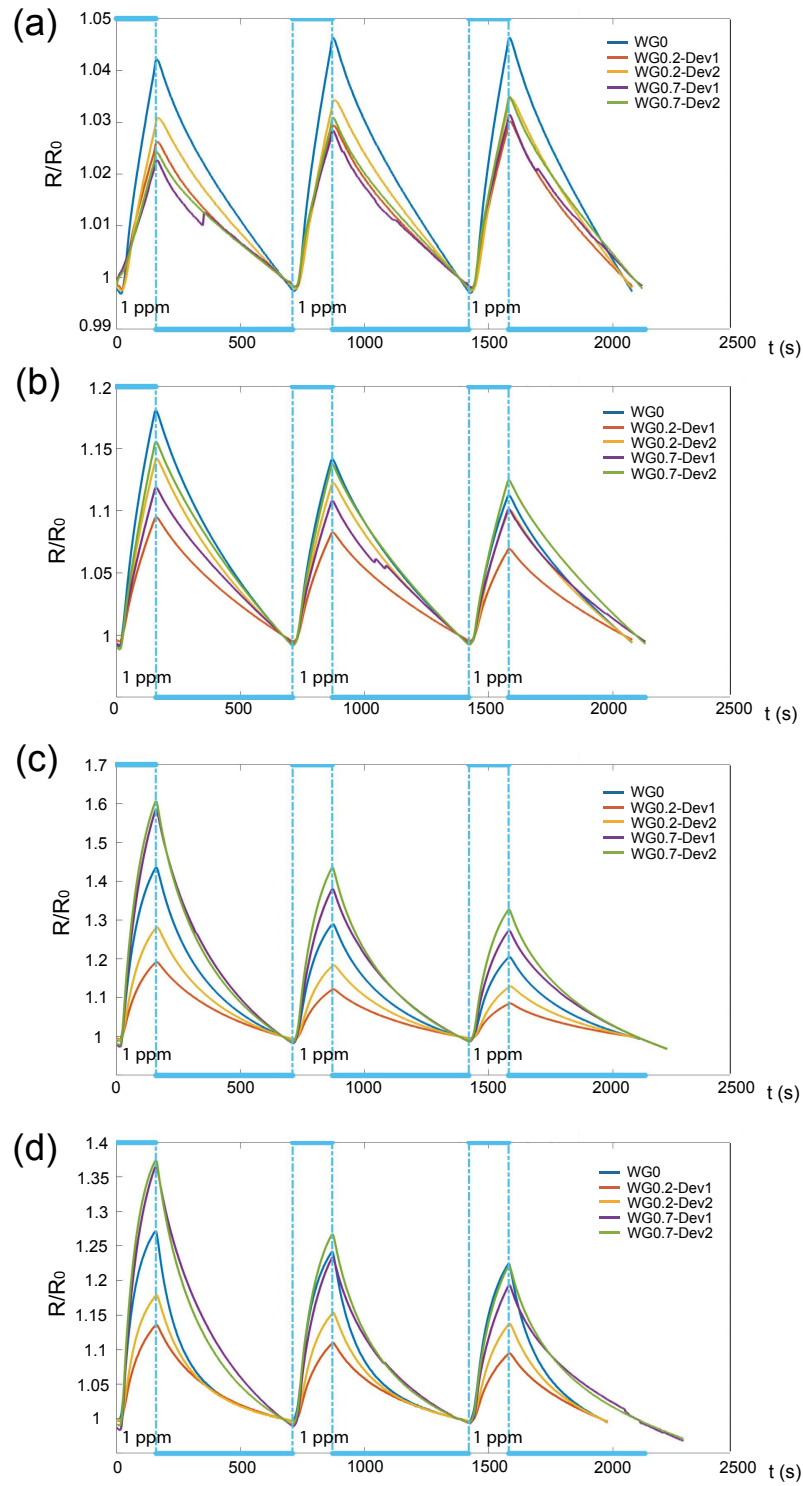 (a)
1.05
1.04
1.03
1.02
1.01
1
0.99
R/R0
WG0
WG0.2-Dev1
WG0.2-Dev2
WG0.7-Dev1
WG0.7-Dev2
1 ppm 1 ppm 1 ppm
0 500 1000 1500 2000 2500
t (s)
(b)
1.2
1.15
1.1
1.05
1
R/R0
WG0
WG0.2-Dev1
WG0.2-Dev2
WG0.7-Dev1
WG0.7-Dev2
1 ppm 1 ppm 1 ppm
0 500 1000 1500 2000 2500
t (s)
(c)
1.7
1.6
1.5
1.4
1.3
1.2
1.1
1
R/R0
WG0
WG0.2-Dev1
WG0.2-Dev2
WG0.7-Dev1
WG0.7-Dev2
1 ppm 1 ppm 1 ppm
0 500 1000 1500 2000 2500
t (s)
(d)
1.4
1.35
1.3
1.25
1.2
1.15
1.1
1.05
1
0.95
R/R0
WG0
WG0.2-Dev1
WG0.2-Dev2
WG0.7-Dev1
WG0.7-Dev2
1 ppm 1 ppm 1 ppm
0 500 1000 1500 2000 2500
t (s)